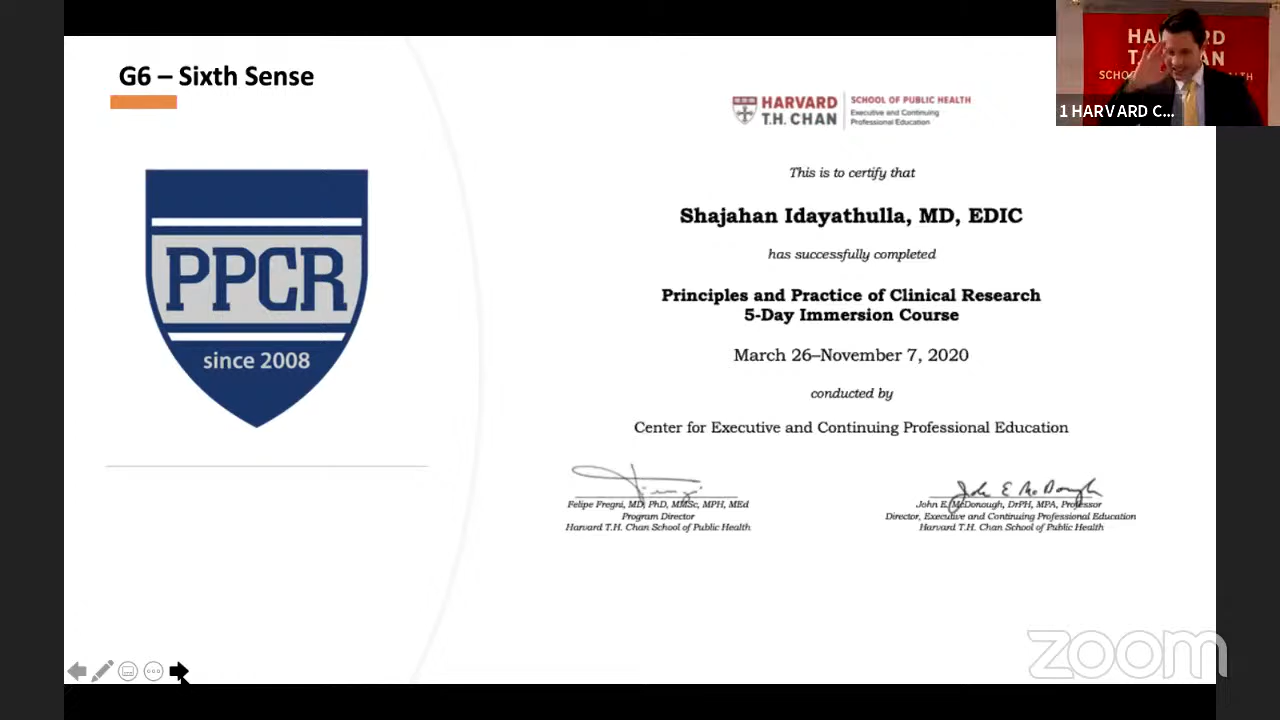 G6 – Sixth Sense
HARVARD
T.H. CHAN
SCHOOL OF PUBLIC HEALTH
Executive and Continuing
Professional Education
This is to certify that
Shajahan Idayathulla, MD, EDIC
has successfully completed
Principles and Practice of Clinical Research
5-Day Immersion Course
March 26–November 7, 2020
conducted by
Center for Executive and Continuing Professional Education
Felipe Fregni, MD, PhD, MMSc, MPH, MEd
Program Director
Harvard T.H. Chan School of Public Health
John E. McDonough, DrPH, MPA, Professor
Director, Executive and Continuing Professional Education
Harvard T.H. Chan School of Public Health
PPCR
since 2008
1 HARVARD C...
zoom